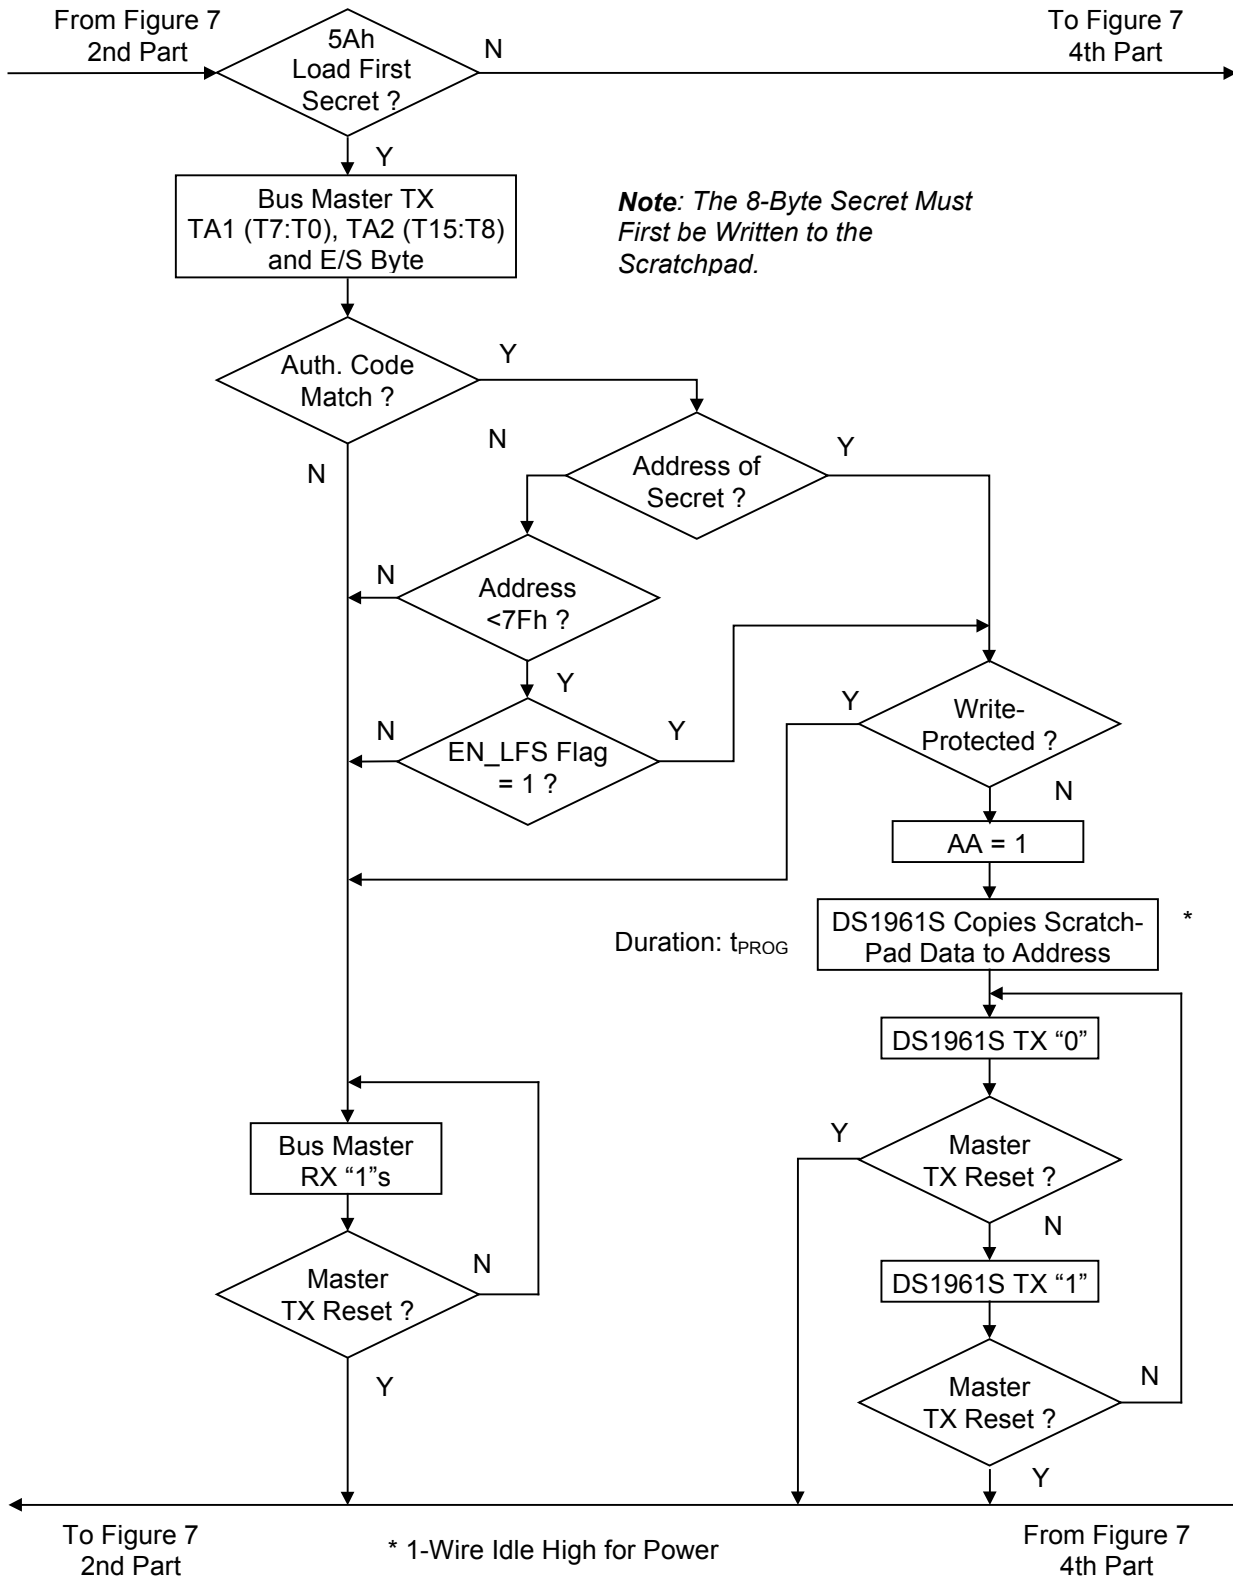 From Figure 7
2nd Part
5Ah
Load First
Secret ?
N
To Figure 7
4th Part
Y
Bus Master TX
TA1 (T7:T0), TA2 (T15:T8)
and E/S Byte
Note: The 8-Byte Secret Must
First be Written to the
Scratchpad.
Auth. Code
Match ?
Y
N
N
Address of
Secret ?
Y
N
Address
<7Fh ?
Y
N
EN_LFS Flag
= 1 ?
Y
Y
Write-
Protected ?
N
AA = 1
Duration: tPROG
DS1961S Copies Scratch-
Pad Data to Address
*
DS1961S TX “0”
Bus Master
RX “1”s
Y
Master
TX Reset ?
N
Master
TX Reset ?
N
Y
DS1961S TX “1”
Master
TX Reset ?
N
Y
To Figure 7
2nd Part
* 1-Wire Idle High for Power
From Figure 7
4th Part